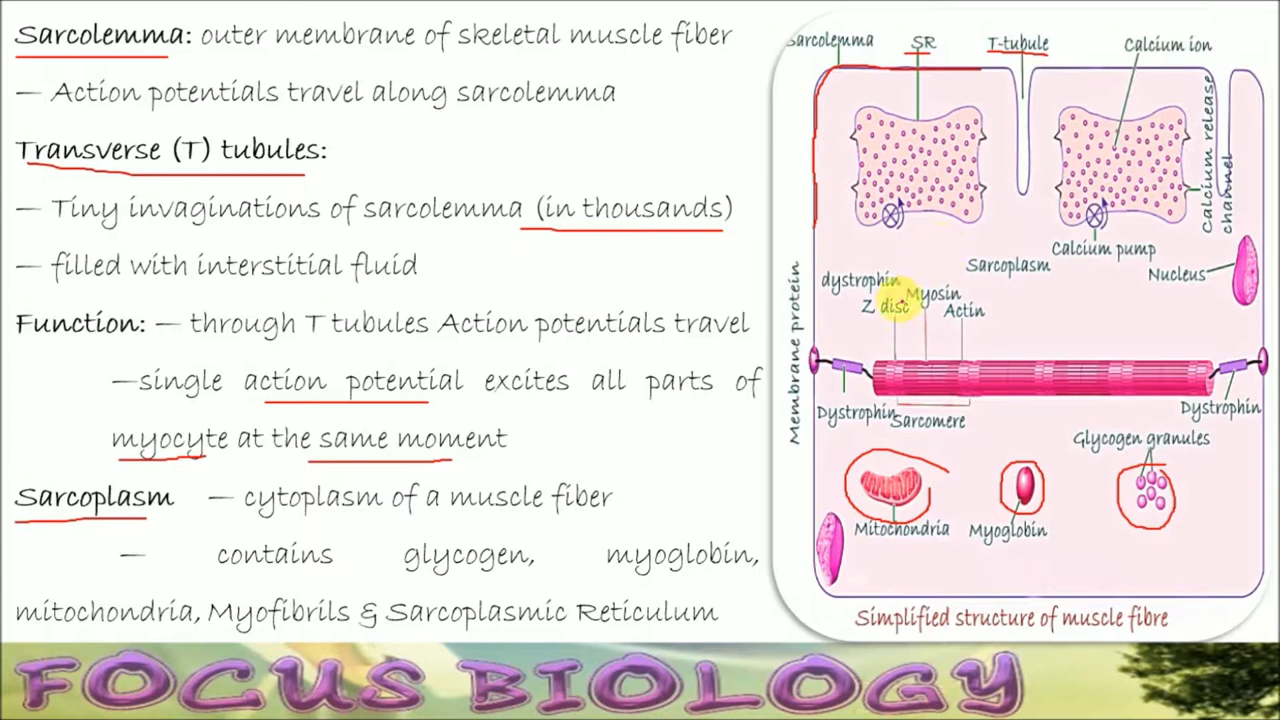 Sarcolemma: outer membrane of skeletal muscle fiber
— Action potentials travel along sarcolemma
Transverse (T) tubules:
— Tiny invaginations of sarcolemma (in thousands)
— filled with interstitial fluid
Function: — through T tubules Action potentials travel
—single action potential excites all parts of
myocyte at the same moment
Sarcoplasm — cytoplasm of a muscle fiber
— contains glycogen, myoglobin,
mitochondria, Myofibrils & Sarcoplasmic Reticulum
Sarcolemma
SR
T-tubule
Calcium ion
Calcium release
channel
Calcium pump
Sarcoplasm
Nucleus
dystrophin
Myosin
Z disc
Actin
Membrane protein
Dystrophin
Sarcomere
Dystrophin
Glycogen granules
Mitochondria
Myoglobin
Simplified structure of muscle fibre
FOCUS BIOLOGY